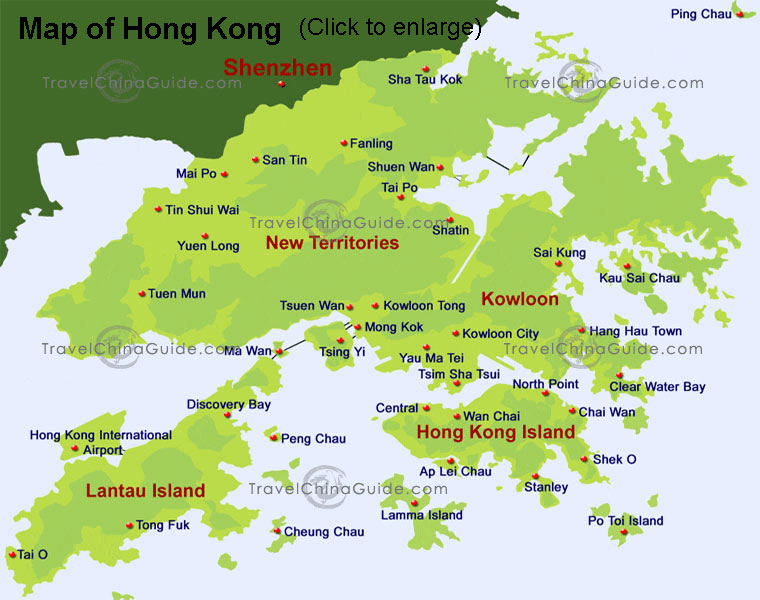 Map of Hong Kong (Click to enlarge)
Ping Chau
Shenzhen
Sha Tau Kok
TravelChinaGuide.com
TravelChinaGuide.com
Fanling
San Tin
Shuen Wan
Mai Po
Tai Po
Tin Shui Wai
TravelChinaGuide.com
Shatin
Yuen Long
New Territories
Sai Kung
Kau Sai Chau
Tuen Mun
Kowloon
Tsuen Wan
Kowloon Tong
Mong Kok
Kowloon City
Hang Hau Town
TravelChinaGuide.com
Ma Wan
Tsing Yi
Yau Ma Tei
TravelChinaGuide.com
Tsim Sha Tsui
North Point
Clear Water Bay
Discovery Bay
Central
Wan Chai
Chai Wan
Hong Kong International
Airport
Peng Chau
Hong Kong Island
Shek O
Ap Lei Chau
Stanley
Lantau Island
TravelChinaGuide.com
Lamma Island
Po Toi Island
Tong Fuk
Cheung Chau
Tai O